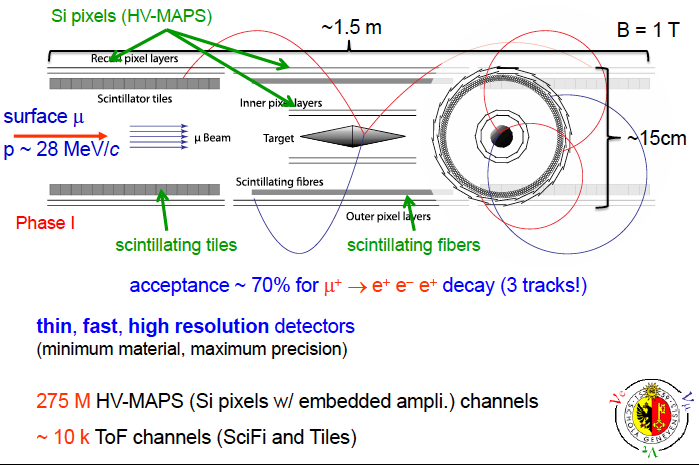 Si pixels (HV-MAPS)
~1.5 m
B = 1 T
Recurl pixel layers
Scintillator tiles
Inner pixel layers
surface μ
p ~ 28 MeV/c
μ Beam
Target
~15cm
Scintillating fibres
Phase I
Outer pixel layers
scintillating tiles
scintillating fibers
acceptance ~ 70% for μ⁺ → e⁺ e⁻ e⁺ decay (3 tracks!)
thin, fast, high resolution detectors
(minimum material, maximum precision)
275 M HV-MAPS (Si pixels w/ embedded ampli.) channels
~ 10 k ToF channels (SciFi and Tiles)